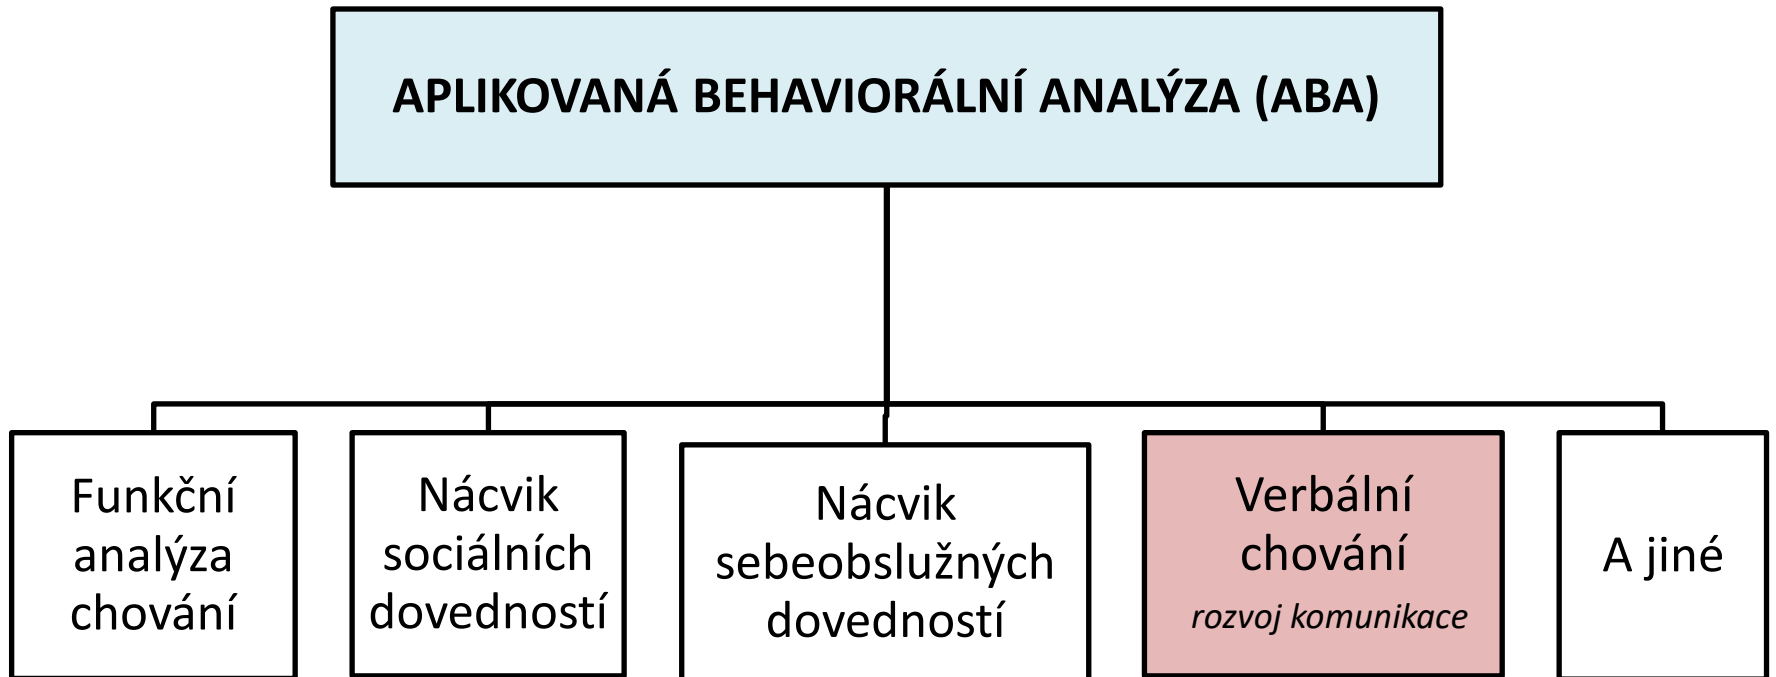 APLIKOVANÁ BEHAVIORÁLNÍ ANALÝZA (ABA)
Funkční
analýza
chování
Nácvik
sociálních
dovedností
Nácvik
sebeobslužných
dovedností
Verbální
chování
rozvoj komunikace
A jiné